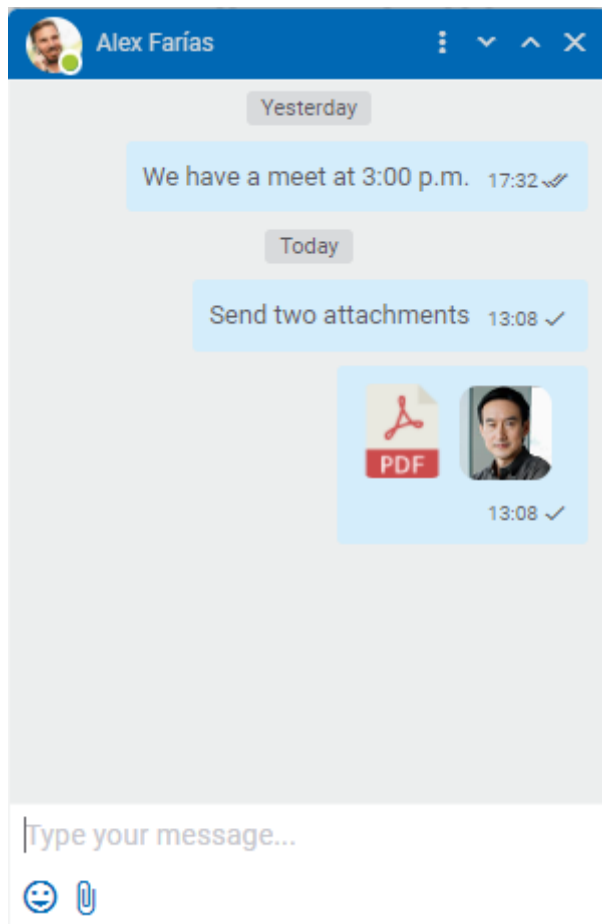 Alex Farías
Yesterday
We have a meet at 3:00 p.m. 17:32
Today
Send two attachments 13:08
PDF
13:08
Type your message...